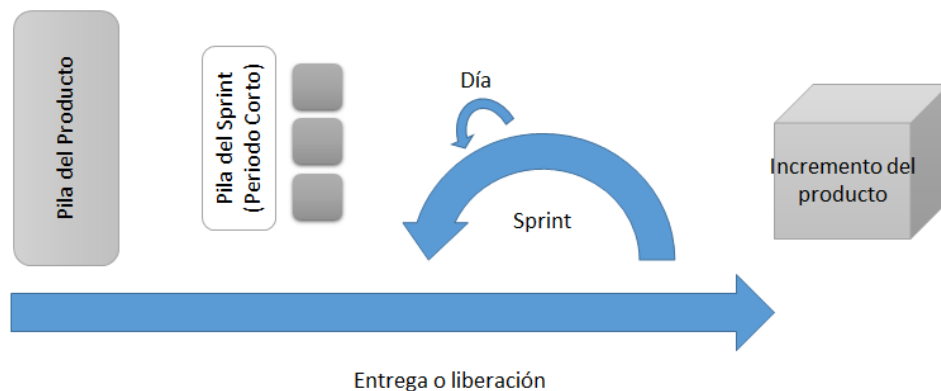 Pila del Producto
Pila del Sprint
(Periodo Corto)
Día
Sprint
Incremento del
producto
Entrega o liberación